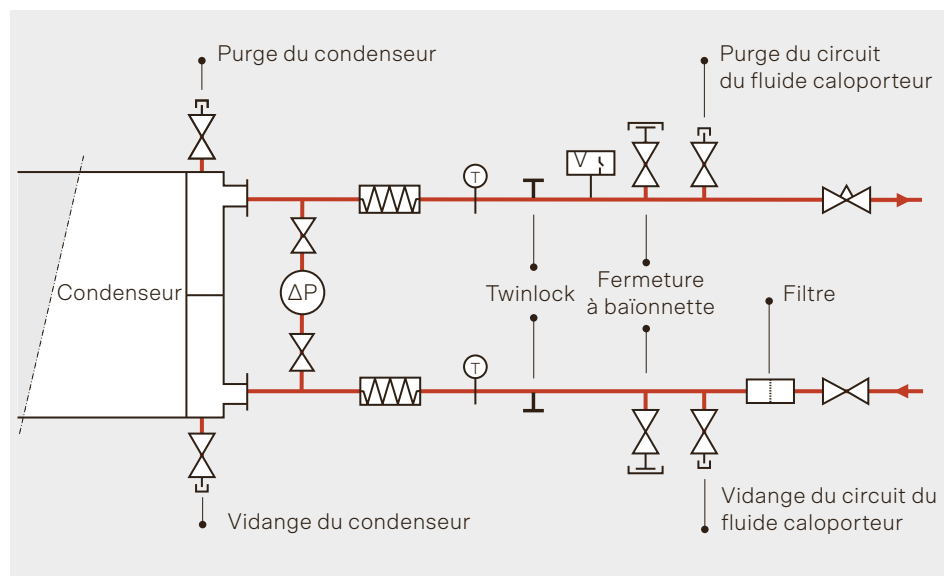 Purge du condenseur
Purge du circuit
du fluide caloporteur
T
V
Condenseur
ΔP
Twinlock
Fermeture
à baïonnette
Filtre
T
Vidange du condenseur
Vidange du circuit du
fluide caloporteur